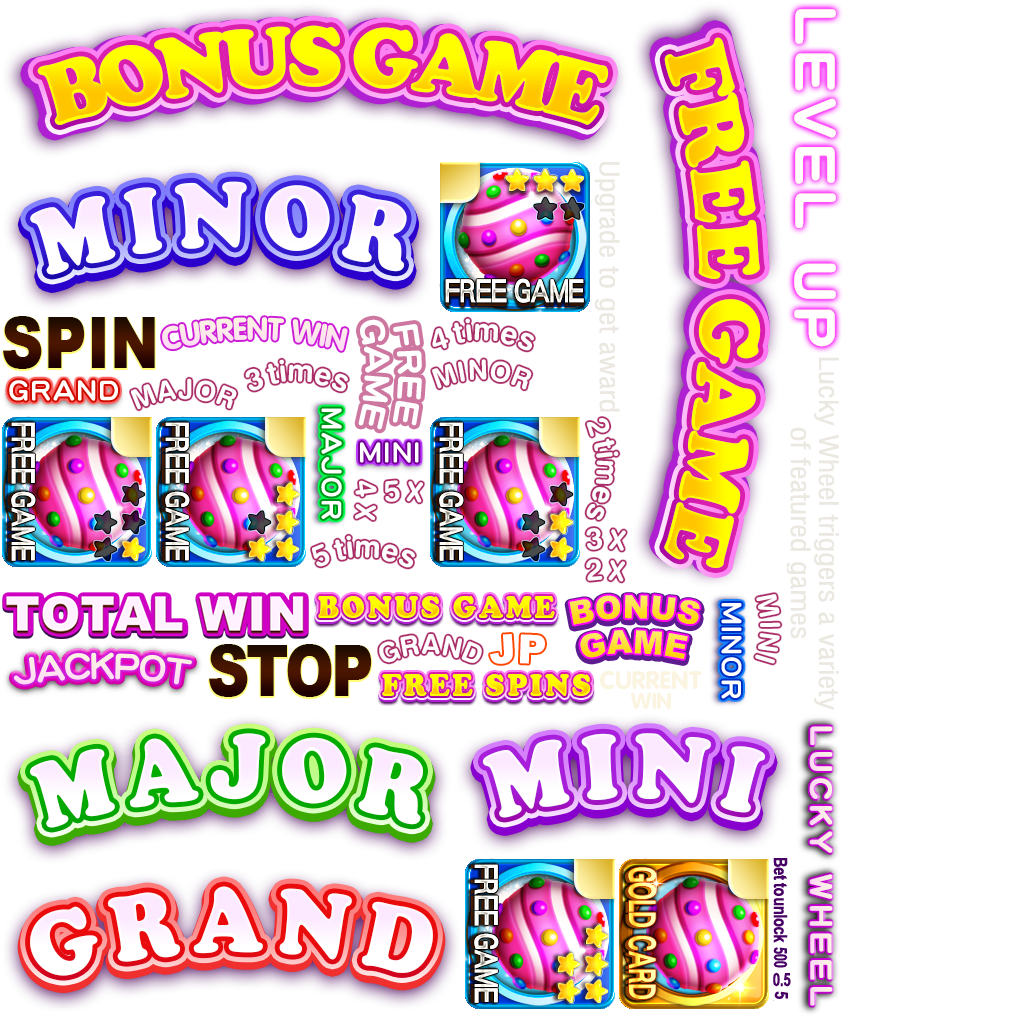 BONUS GAME
FREE GAME
LEVEL UP
MINOR
FREE GAME
Upgrade to get award
SPIN
CURRENT WIN
FREE
GAME
4 times
GRAND
MAJOR
3 times
MINOR
Lucky Wheel triggers a variety
of featured games
FREE GAME
FREE GAME
MAJOR
MINI
4 X
5 X
5 times
FREE GAME
2 times
3 X
2 X
TOTAL WIN
BONUS GAME
BONUS
GAME
MINOR
MINI
JACKPOT
STOP
GRAND
JP
FREE SPINS
CURRENT
WIN
MAJOR
MINI
LUCKY WHEEL
GRAND
FREE GAME
GOLD CARD
Bet to unlock 500
5